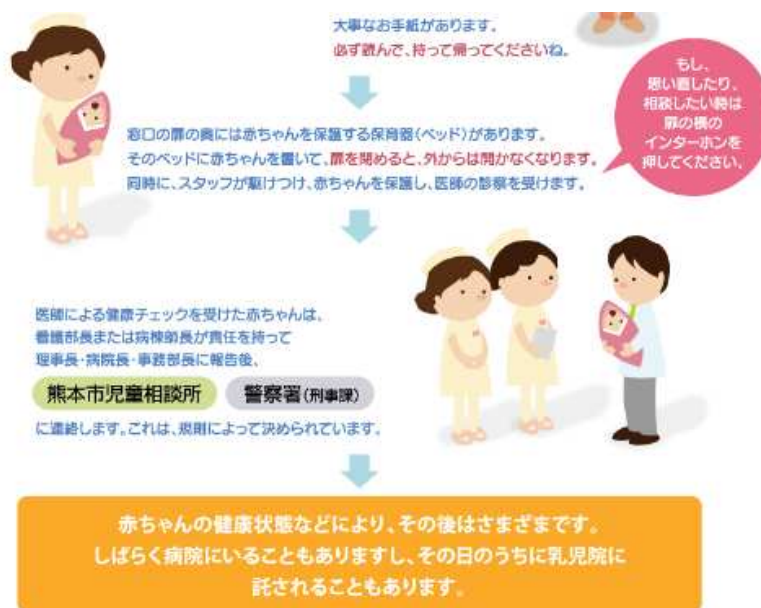 大事なお手紙があります。
必ず読んで、持って帰ってくださいね。
もし、
思い直したり、
相談したい時は
扉の横の
インターホンを
押してください。
窓口の扉の奥には赤ちゃんを保護する保育器(ベッド)があります。
そのベッドに赤ちゃんを置いて、扉を閉めると、外からは開かなくなります。
同時に、スタッフが駆けつけ、赤ちゃんを保護し、医師の診察を受けます。
医師による健康チェックを受けた赤ちゃんは、
看護部長または病棟師長が責任を持って
理事長・病院長・事務部長に報告後、
熊本市児童相談所 警察署(刑事課)
に連絡します。これは、規則によって決められています。
赤ちゃんの健康状態などにより、その後はさまざまです。
しばらく病院にいることもありますし、その日のうちに乳児院に
託されることもあります。